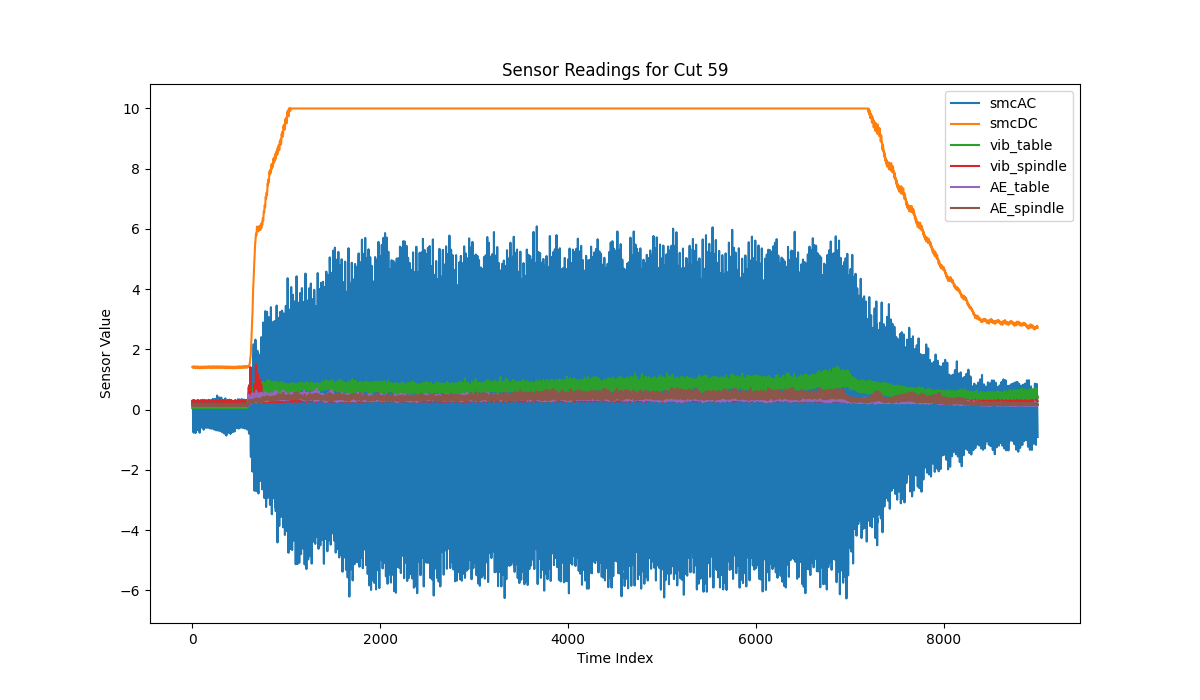 Sensor Readings for Cut 59
smcAC
smcDC
vib_table
vib_spindle
AE_table
AE_spindle
10
8
6
4
2
0
−2
−4
−6
Sensor Value
0 2000 4000 6000 8000
Time Index